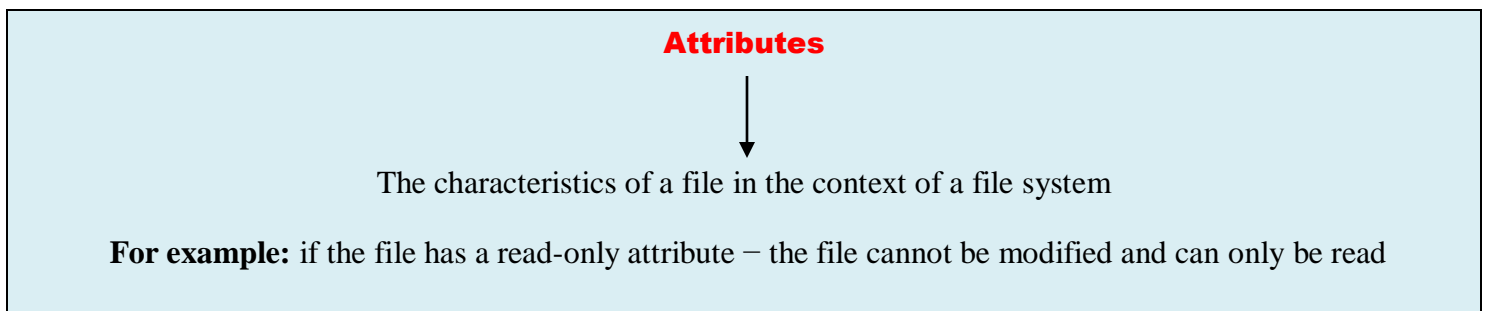 Attributes
The characteristics of a file in the context of a file system
For example: if the file has a read-only attribute − the file cannot be modified and can only be read